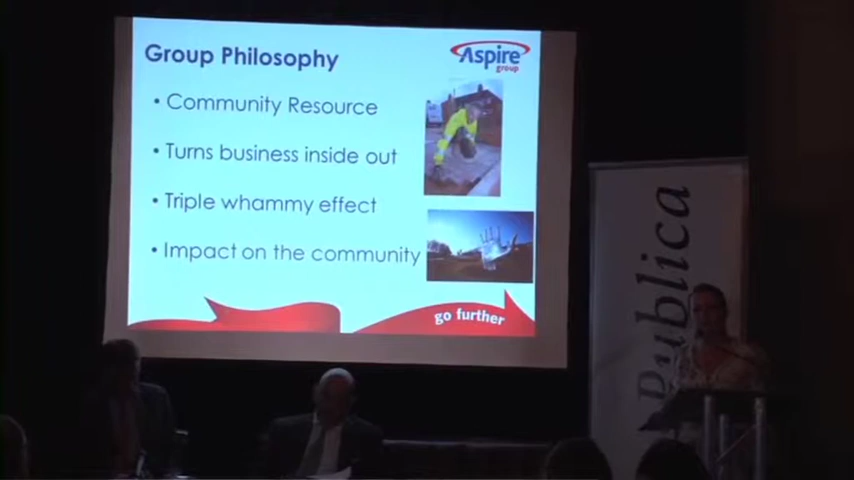 Group Philosophy
Aspire
group
• Community Resource
• Turns business inside out
• Triple whammy effect
• Impact on the community
go further
Publica